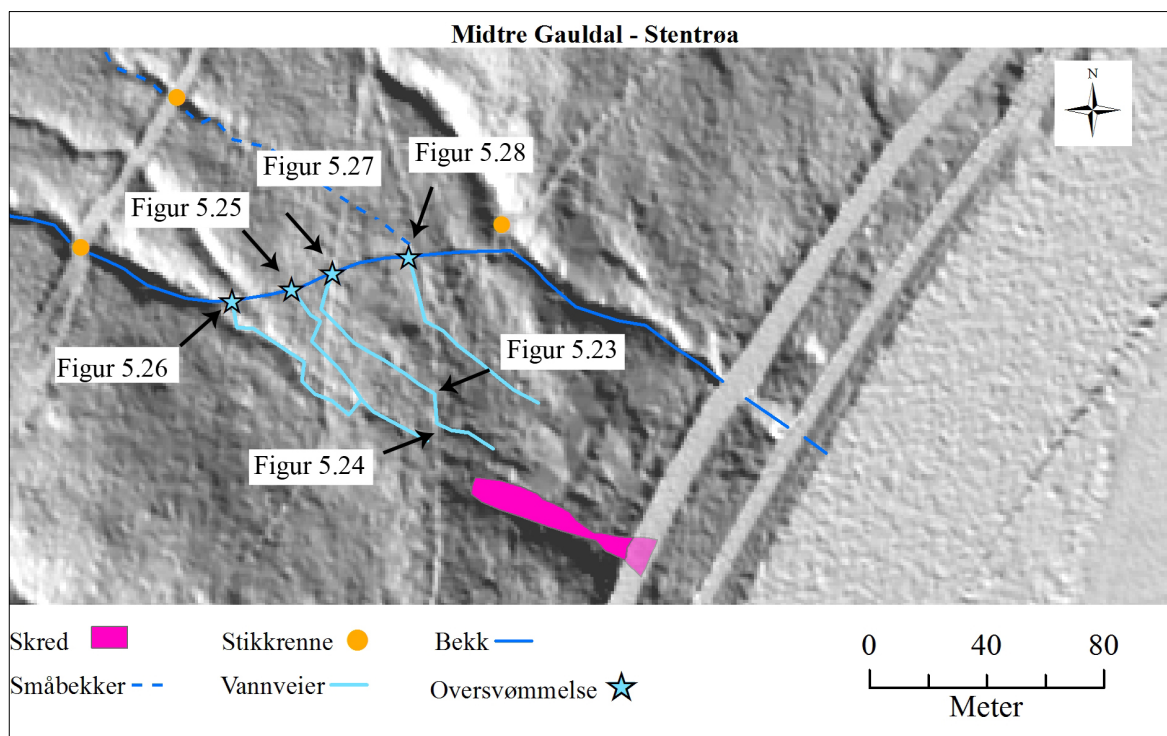 Midtre Gauldal - Stentrøa
N
Figur 5.28
Figur 5.27
Figur 5.25
Figur 5.23
Figur 5.26
Figur 5.24
Skred
Stikkrenne
Bekk
0 40 80
Småbekker
Vannveier
Oversvømmelse
Meter